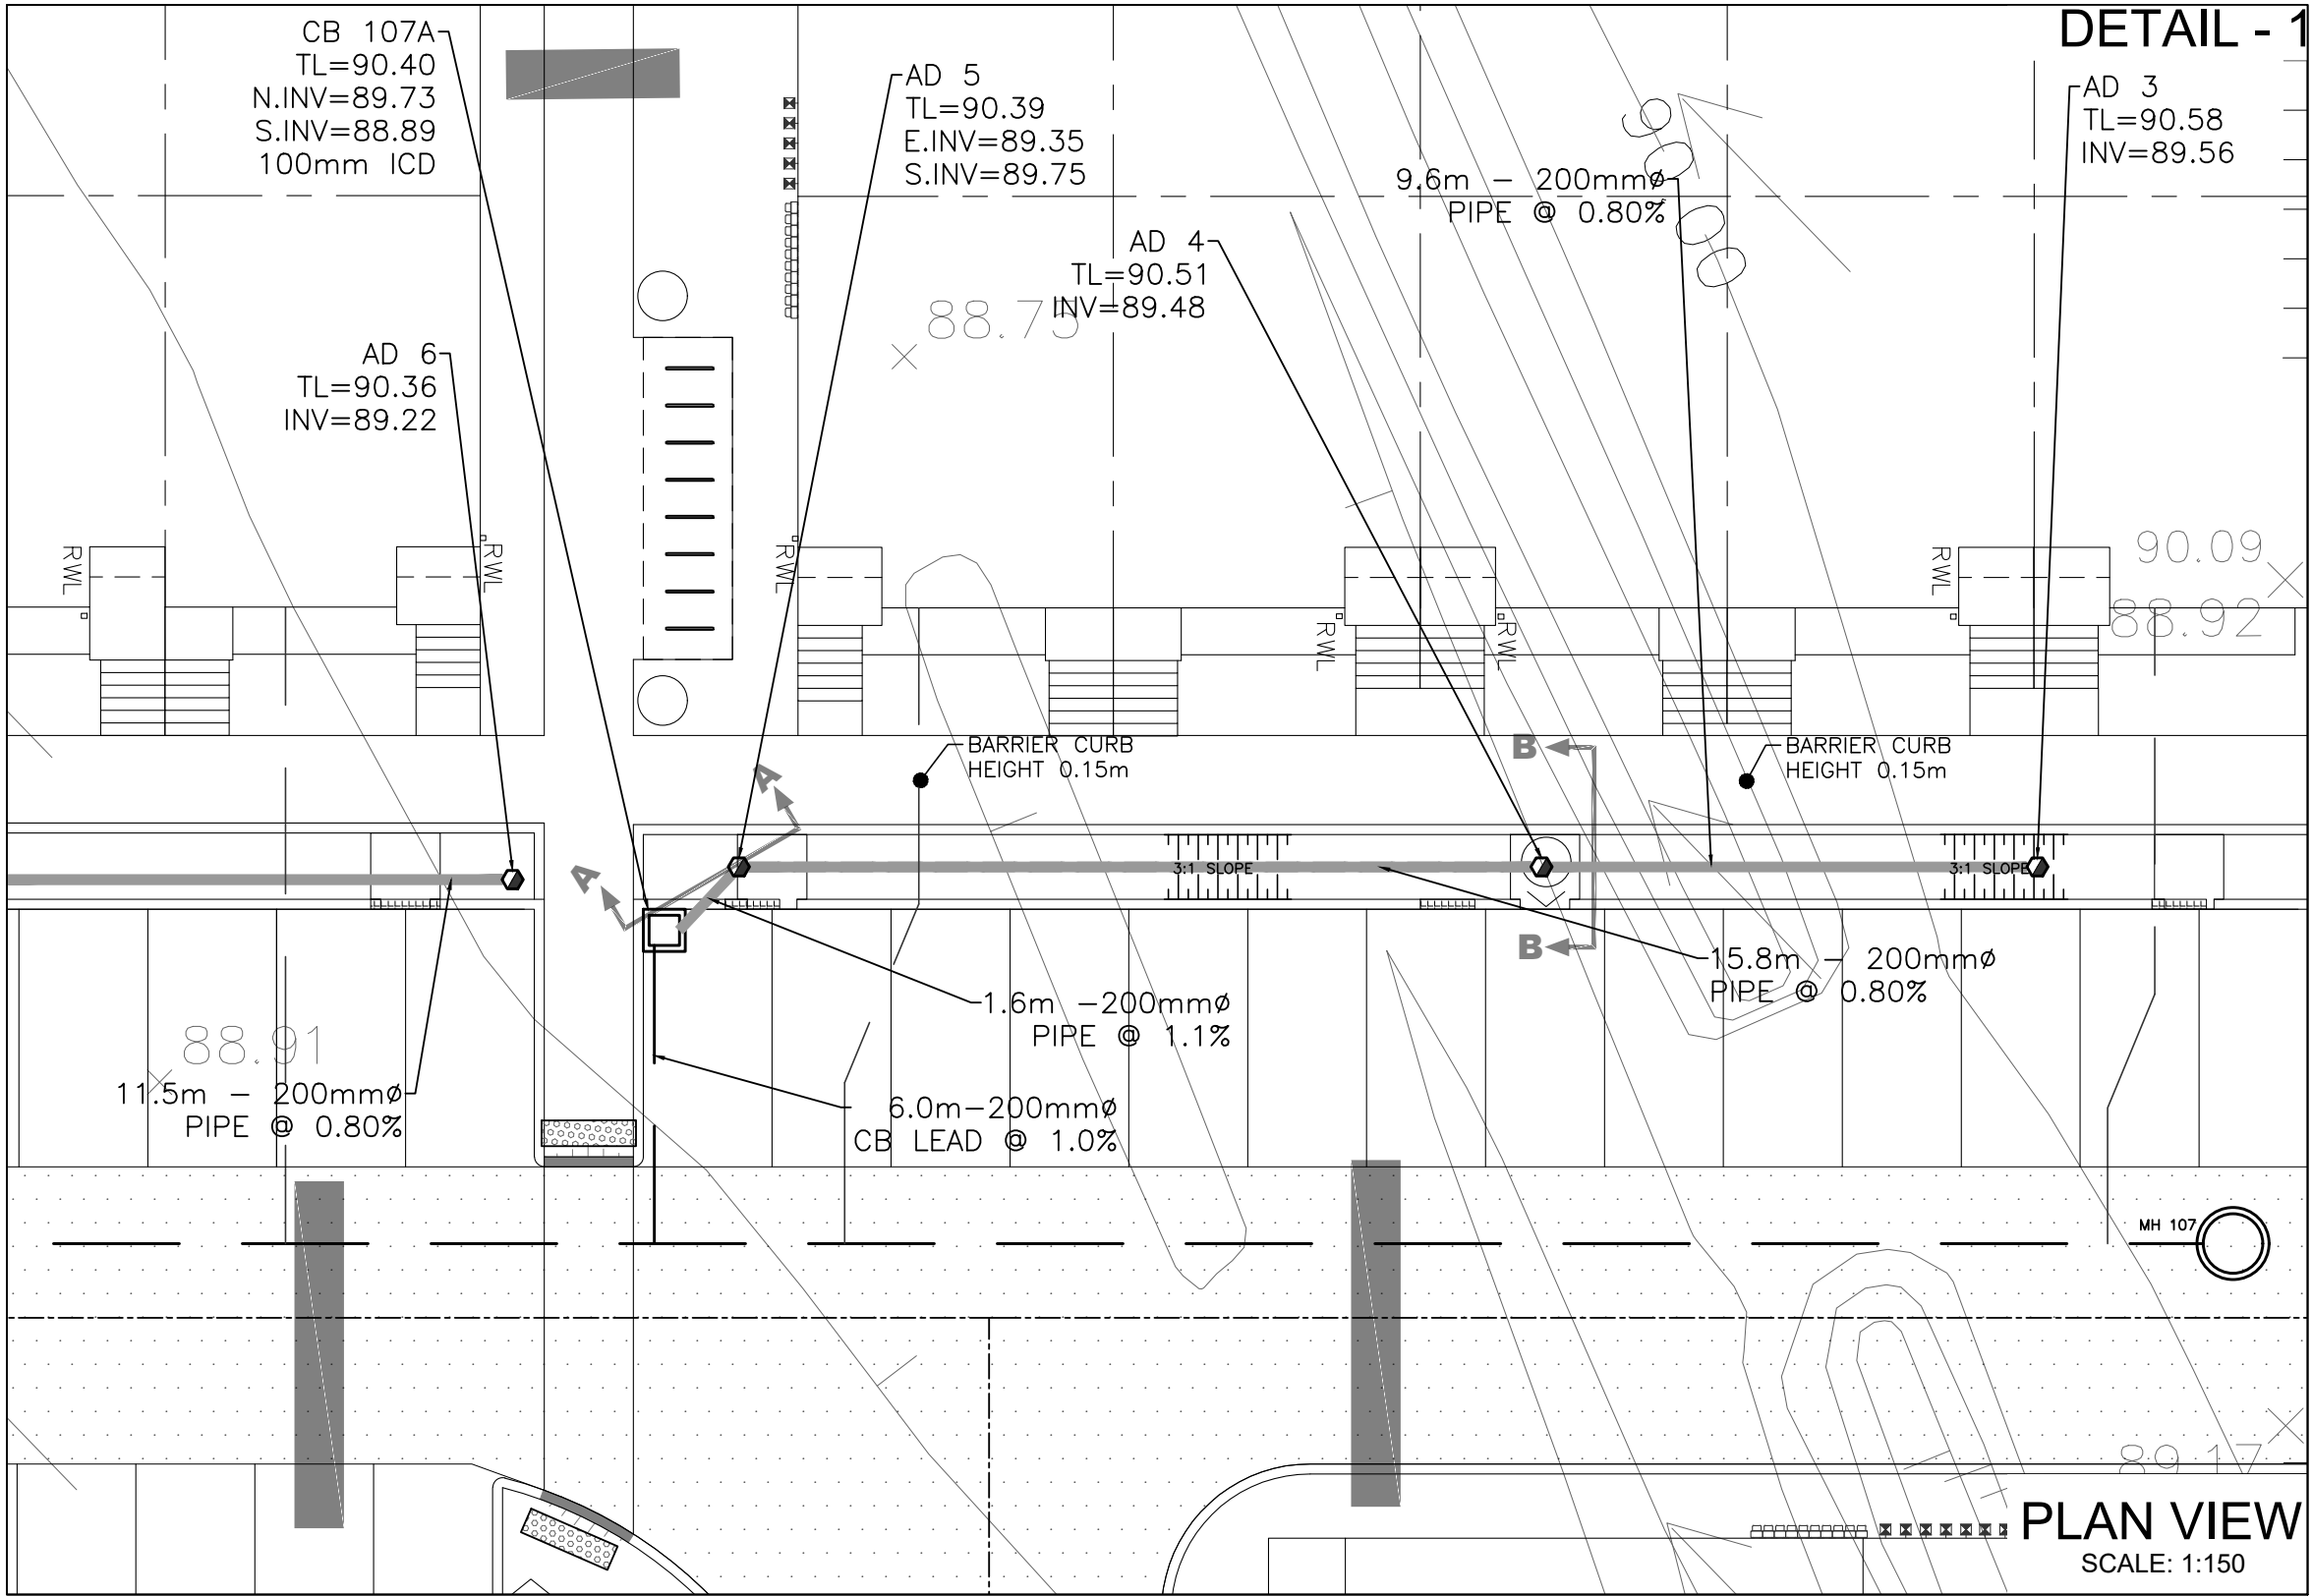 DETAIL - 1
CB 107A
TL=90.40
N.INV=89.73
S.INV=88.89
100mm ICD
AD 5
TL=90.39
E.INV=89.35
S.INV=89.75
AD 3
TL=90.58
INV=89.56
9.6m - 200mmø
PIPE @ 0.80%
90.00
AD 4
TL=90.51
INV=89.48
88.75
AD 6
TL=90.36
INV=89.22
RWL
RWL
RWL
RWL
RWL
RWL
90.09
88.92
BARRIER CURB
HEIGHT 0.15m
B
BARRIER CURB
HEIGHT 0.15m
A
A
3:1 SLOPE
3:1 SLOPE
B
15.8m - 200mmø
PIPE @ 0.80%
1.6m -200mmø
PIPE @ 1.1%
88.91
11.5m - 200mmø
PIPE @ 0.80%
6.0m-200mmø
CB LEAD @ 1.0%
MH 107
89.17
PLAN VIEW
SCALE: 1:150